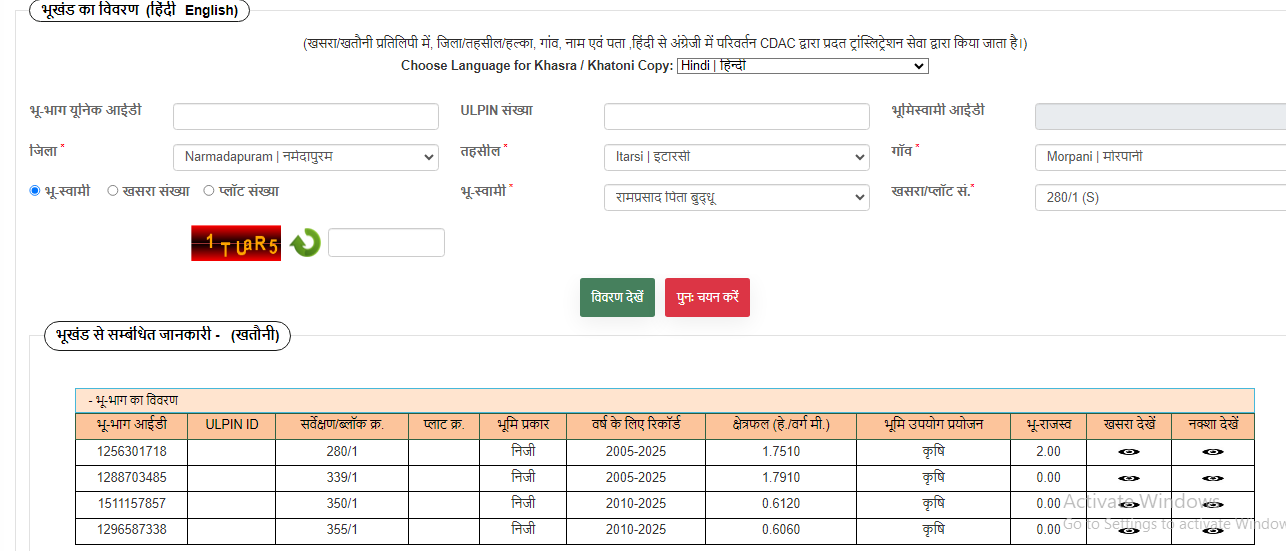 भूखंड का विवरण (हिंदी English)
(खसरा/खतौनी प्रतिलिपी में, जिला/तहसील/हल्का, गांव, नाम एवं पता ,हिंदी से अंग्रेजी में परिवर्तन CDAC द्वारा प्रदत ट्रांस्लिट्रेशन सेवा द्वारा किया जाता है।)
Choose Language for Khasra / Khatoni Copy: Hindi | हिन्दी
भू-भाग यूनिक आईडी ULPIN संख्या भूमिस्वामी आईडी
जिला * Narmadapuram | नर्मदापुरम तहसील * Itarsi | इटारसी गाँव * Morpani | मोरपानी
भू-स्वामी खसरा संख्या प्लॉट संख्या भू-स्वामी * रामप्रसाद पिता बुद्धू खसरा/प्लॉट सं.* 280/1 (S)
1TUaR5
विवरण देखें पुनः चयन करें
भूखंड से सम्बंधित जानकारी - (खतौनी)
- भू-भाग का विवरण
भू-भाग आईडी ULPIN ID सर्वेक्षण/ब्लॉक क्र. प्लाट क्र. भूमि प्रकार वर्ष के लिए रिकॉर्ड क्षेत्रफल (हे./वर्ग मी.) भूमि उपयोग प्रयोजन भू-राजस्व खसरा देखें नक्शा देखें
1256301718 280/1 निजी 2005-2025 1.7510 कृषि 2.00
1288703485 339/1 निजी 2005-2025 1.7910 कृषि 0.00
1511157857 350/1 निजी 2010-2025 0.6120 कृषि 0.00
1296587338 355/1 निजी 2010-2025 0.6060 कृषि 0.00
Activate Windows
Go to Settings to activate Window